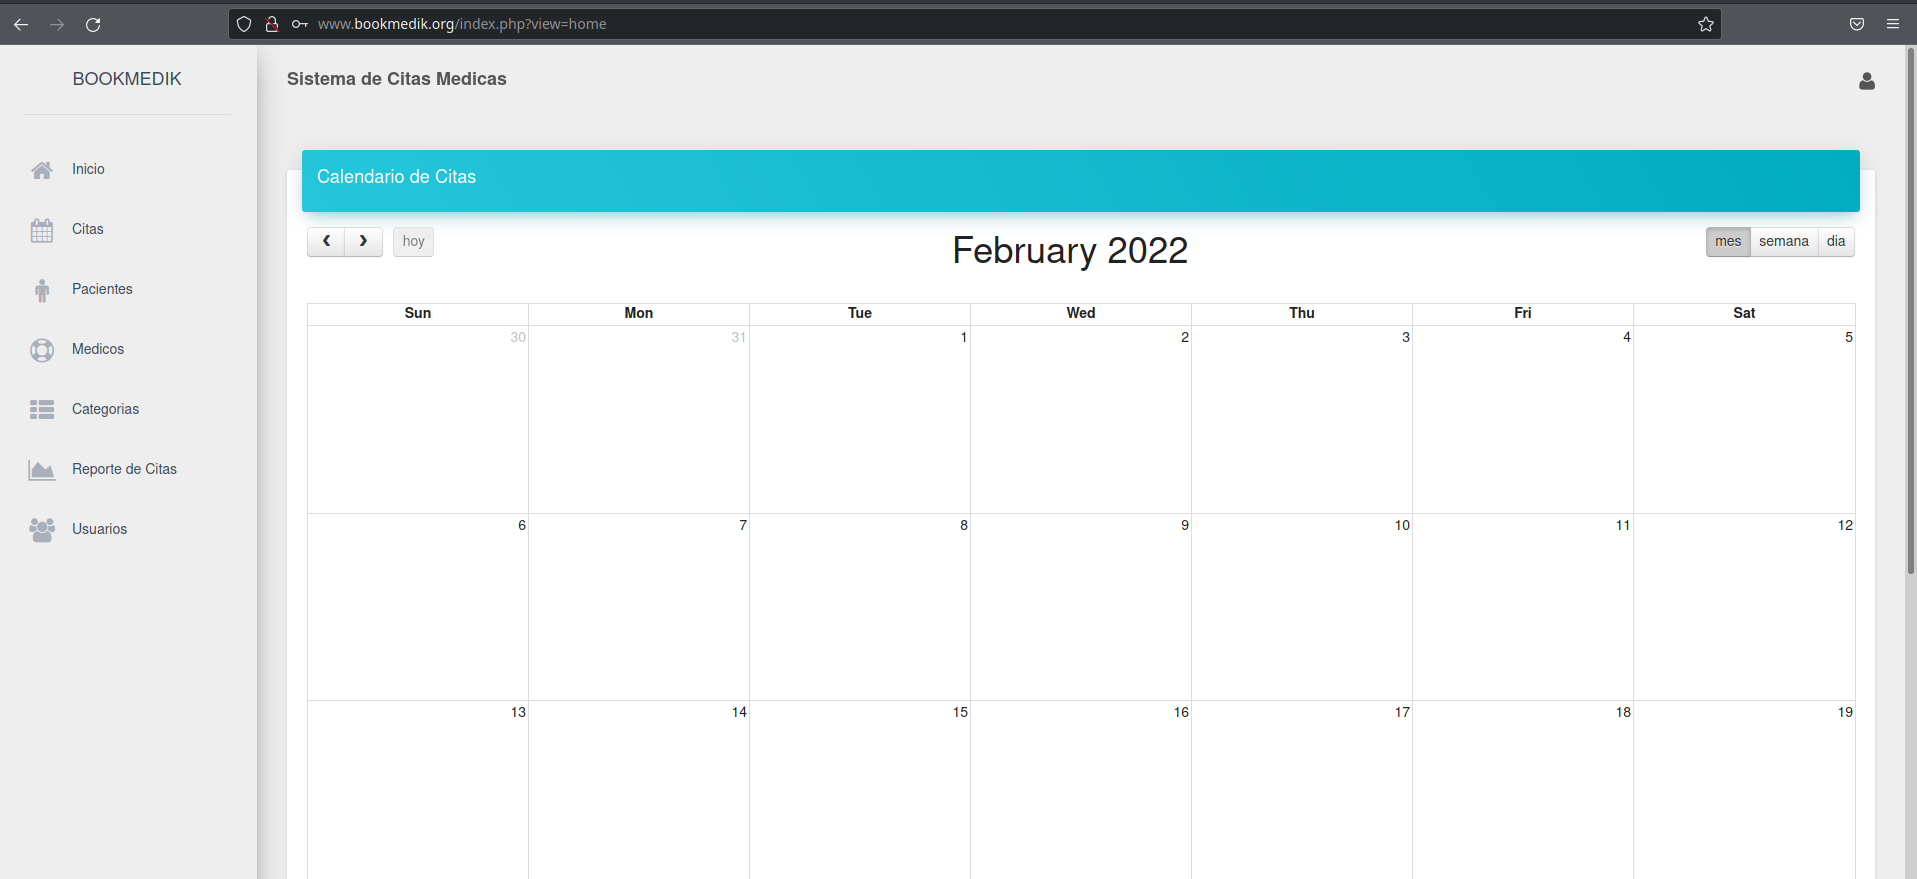 www.bookmedik.org/index.php?view=home
BOOKMEDIK
Inicio
Citas
Pacientes
Medicos
Categorias
Reporte de Citas
Usuarios
Sistema de Citas Medicas
Calendario de Citas
hoy
February 2022
mes semana dia
Sun Mon Tue Wed Thu Fri Sat
30 31 1 2 3 4 5
6 7 8 9 10 11 12
13 14 15 16 17 18 19